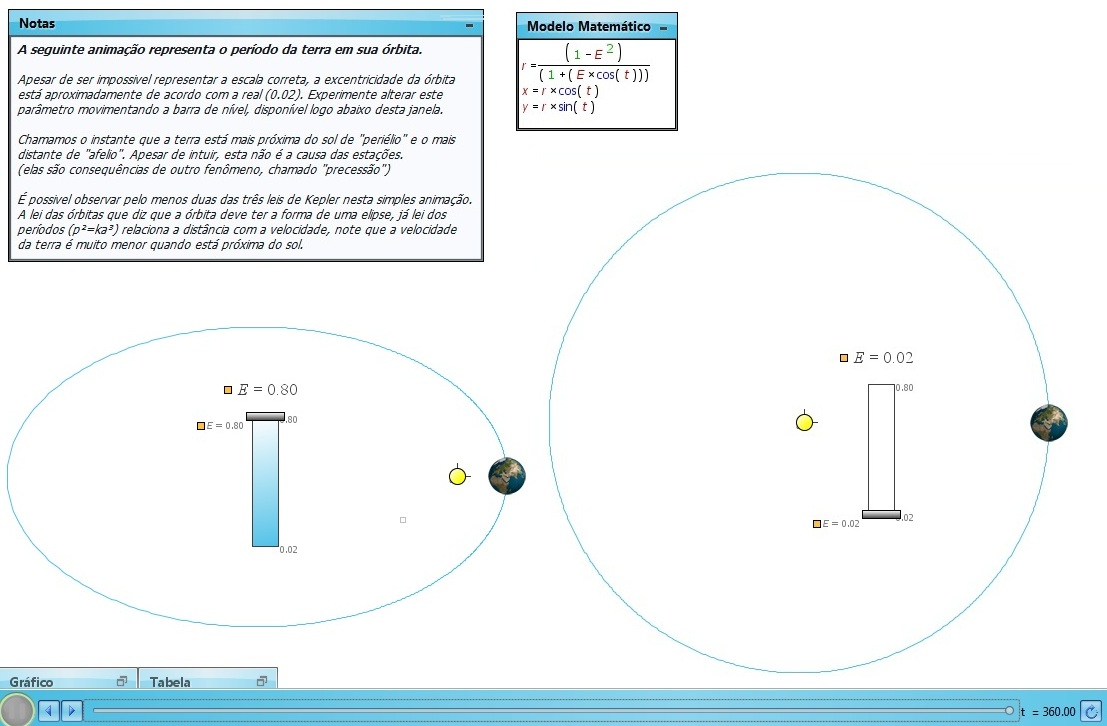 Notas
A seguinte animação representa o período da terra em sua órbita.
Apesar de ser impossivel representar a escala correta, a excentricidade da órbita
está aproximadamente de acordo com a real (0.02). Experimente alterar este
parâmetro movimentando a barra de nível, disponível logo abaixo desta janela.
Chamamos o instante que a terra está mais próxima do sol de "periélio" e o mais
distante de "afelio". Apesar de intuir, esta não é a causa das estações.
(elas são consequências de outro fenômeno, chamado "precessão")
É possivel observar pelo menos duas das três leis de Kepler nesta simples animação.
A lei das órbitas que diz que a órbita deve ter a forma de uma elipse, já lei dos
períodos (p²=ka³) relaciona a distância com a velocidade, note que a velocidade
da terra é muito menor quando está próxima do sol.
Modelo Matemático
r = (1 - E²) / (1 + (E × cos(t)))
x = r × cos(t)
y = r × sin(t)
E = 0.80
0.80
E = 0.80
0.02
E = 0.02
0.80
E = 0.02
0.02
Gráfico
Tabela
t = 360.00